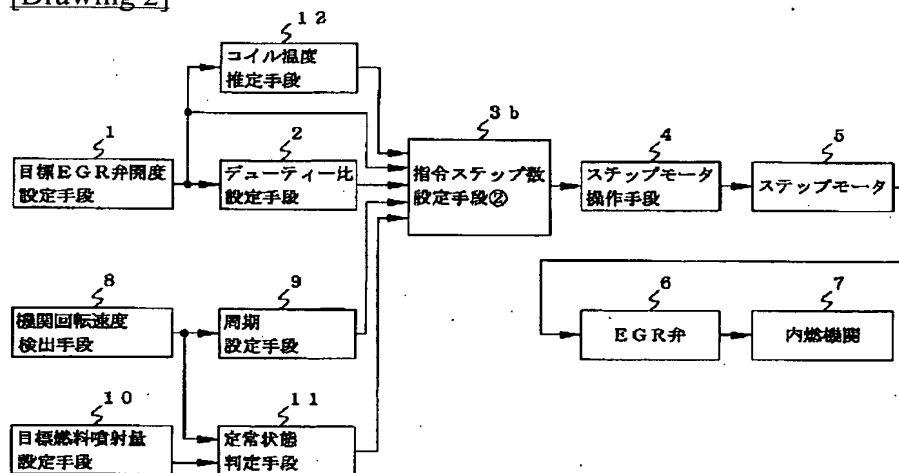 [Drawing 2]
12
コイル温度
推定手段
1
目標EGR弁開度
設定手段
2
デューティー比
設定手段
3b
指令ステップ数
設定手段②
4
ステップモータ
操作手段
5
ステップモータ
8
機関回転速度
検出手段
9
周期
設定手段
6
EGR弁
7
内燃機関
10
目標燃料噴射量
設定手段
11
定常状態
判定手段